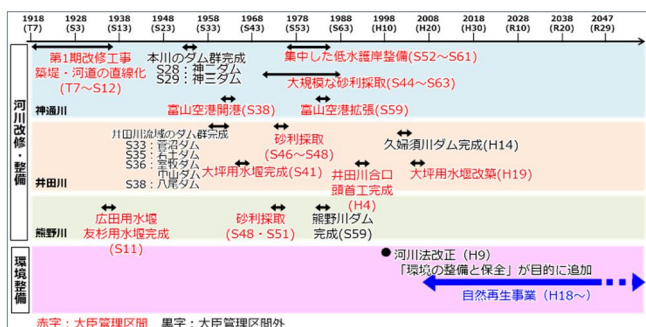 1918 1928 1938 1948 1958 1968 1978 1988 1998 2008 2018 2028 2038 2047
(T7) (S3) (S13) (S23) (S33) (S43) (S53) (S63) (H10) (H20) (H30) (R10) (R20) (R29)
河川改修・整備
第1期改修工事
築堤・河道の直線化
(T7～S12)
本川のダム群完成
S28：神一ダム
S29：神三ダム
集中した低水護岸整備(S52～S61)
大規模な砂利採取(S44～S63)
富山空港開港(S38)
富山空港拡張(S59)
神通川
井田川流域のダム群完成
S33：菅沼ダム
S35：石土ダム
S36：室牧ダム
中山ダム
S38：八尾ダム
砂利採取
(S46～S48)
大坪用水堰完成(S41)
井田川合口
頭首工完成
(H4)
久婦須川ダム完成(H14)
大坪用水堰改築(H19)
井田川
広田用水堰
友杉用水堰完成
(S11)
砂利採取
(S48・S51)
熊野川ダム
完成(S59)
熊野川
環境整備
河川法改正（H9）
「環境の整備と保全」が目的に追加
自然再生事業（H18～）
赤字：大臣管理区間 黒字：大臣管理区間外